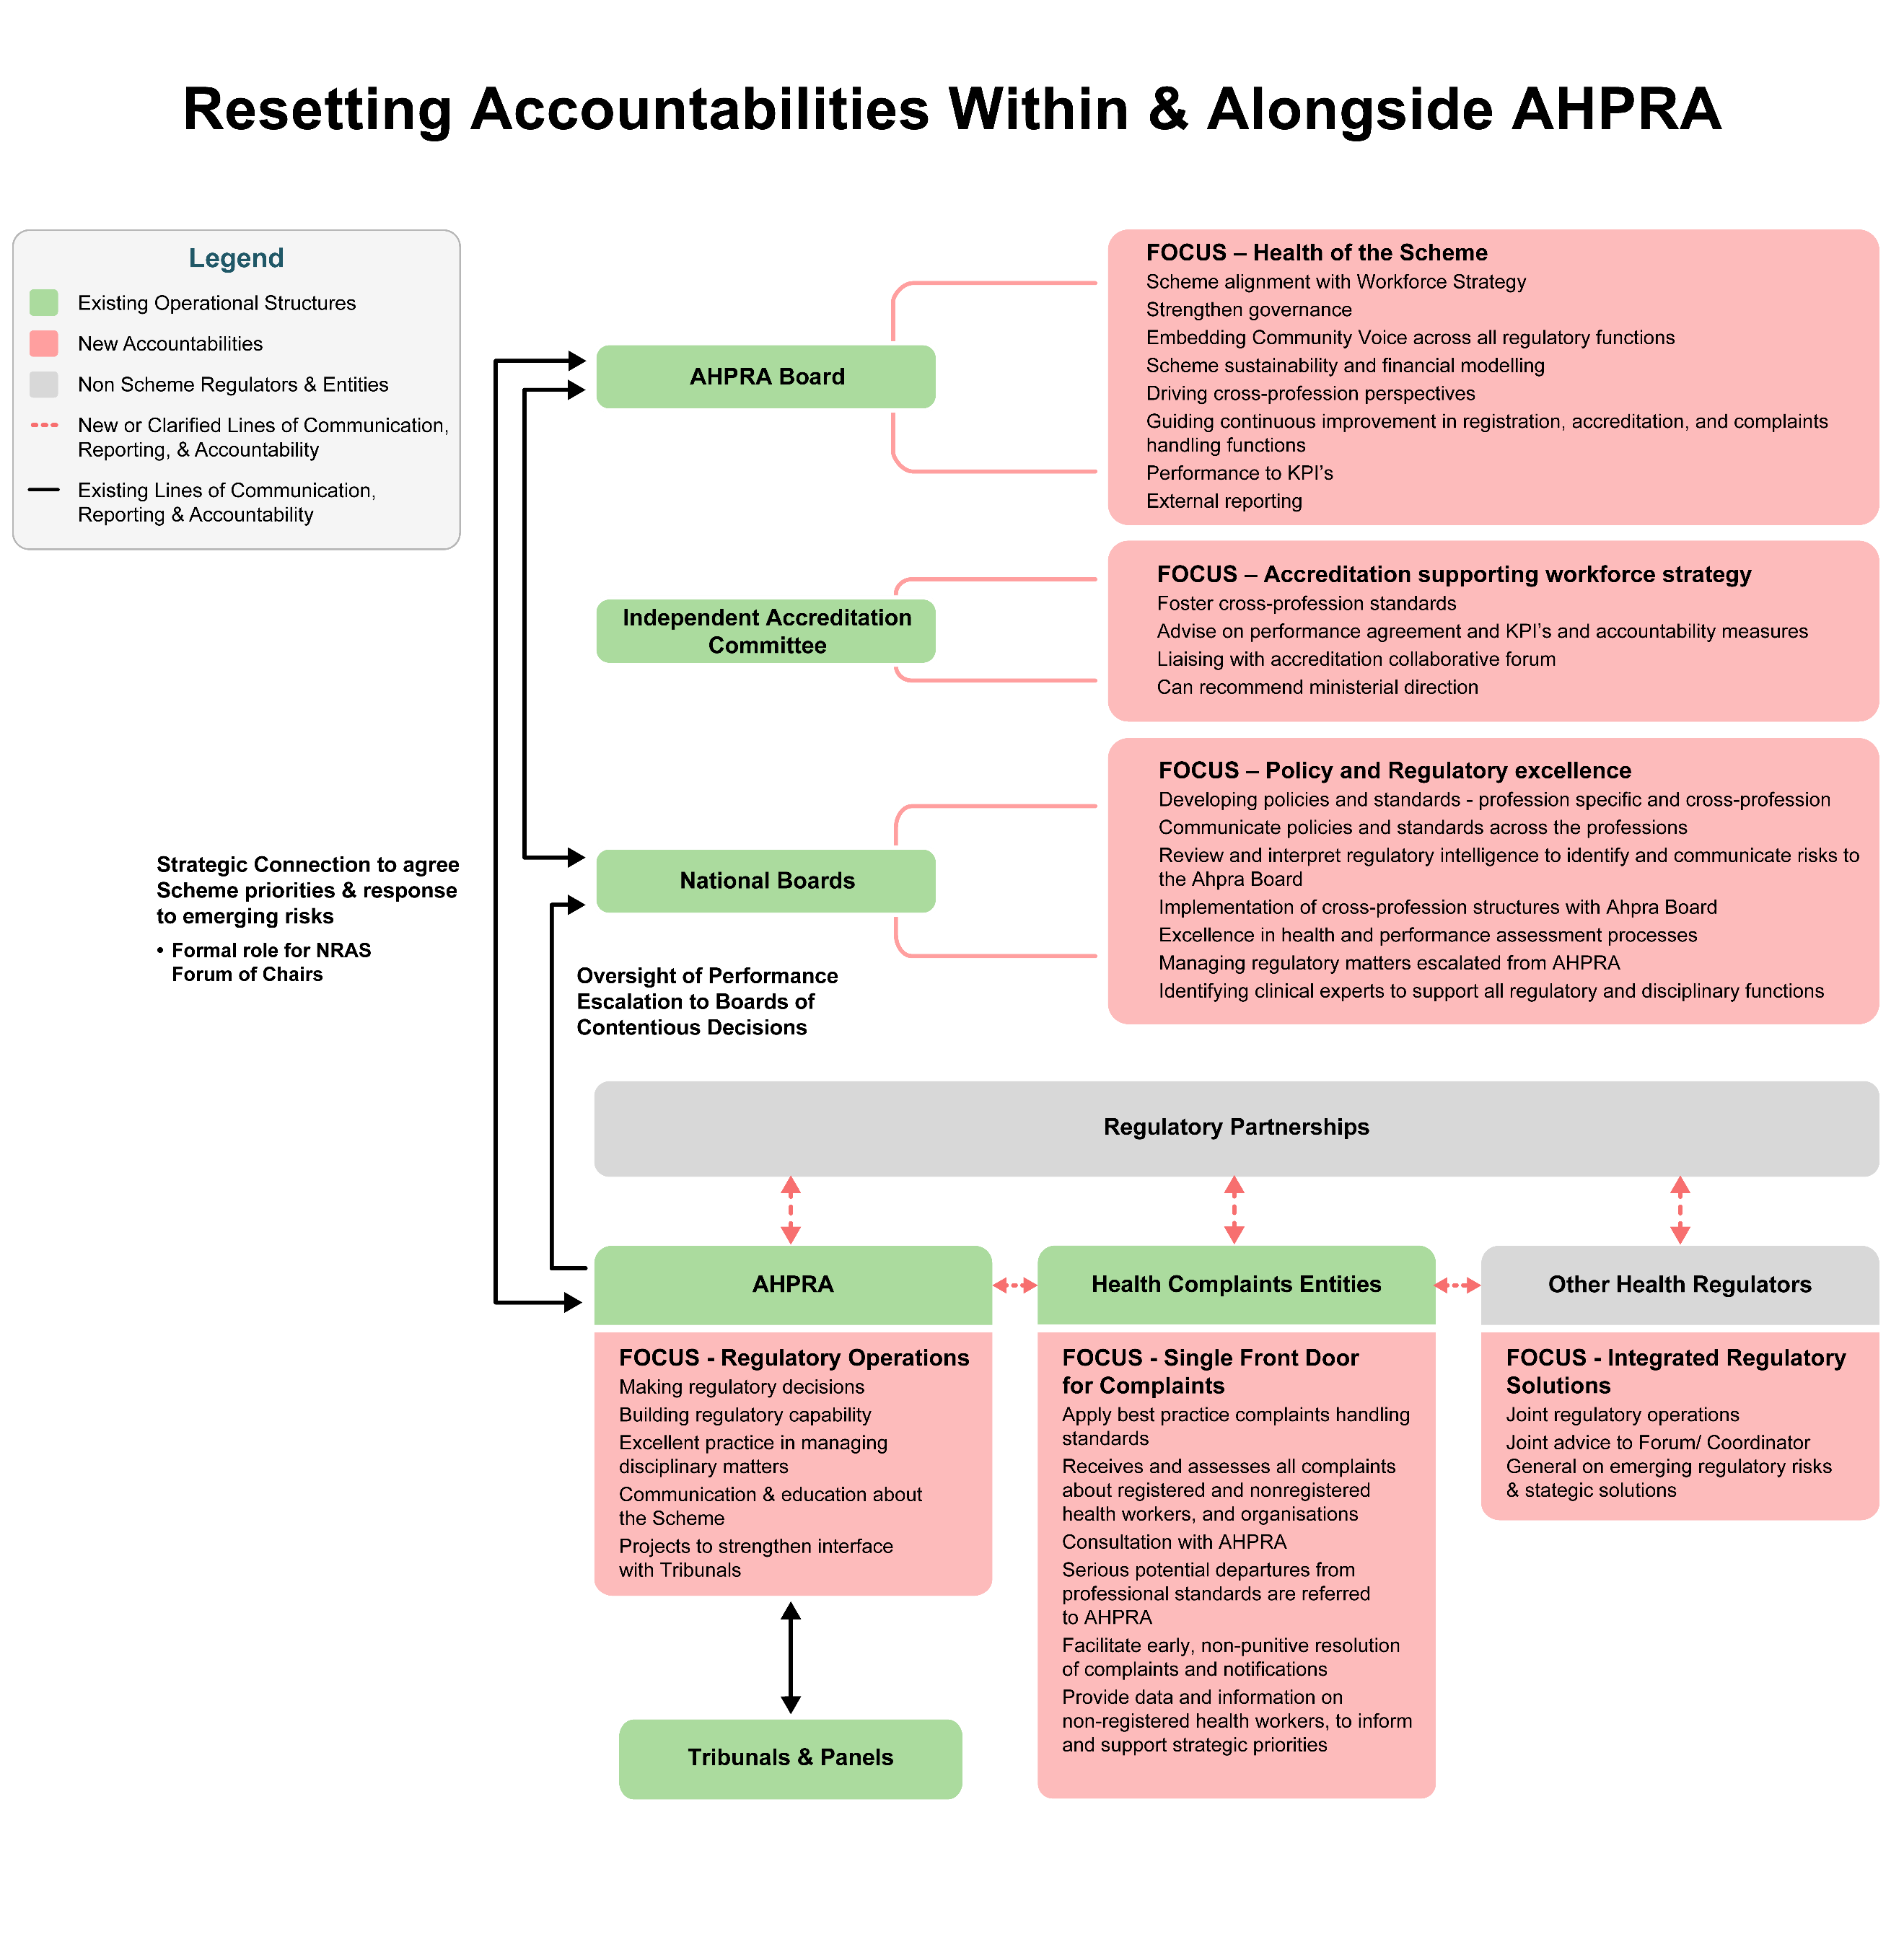 Resetting Accountabilities Within & Alongside AHPRA
Legend
Existing Operational Structures
New Accountabilities
Non Scheme Regulators & Entities
New or Clarified Lines of Communication,
Reporting, & Accountability
Existing Lines of Communication,
Reporting & Accountability
AHPRA Board
FOCUS – Health of the Scheme
Scheme alignment with Workforce Strategy
Strengthen governance
Embedding Community Voice across all regulatory functions
Scheme sustainability and financial modelling
Driving cross-profession perspectives
Guiding continuous improvement in registration, accreditation, and complaints
handling functions
Performance to KPI's
External reporting
Independent Accreditation
Committee
FOCUS – Accreditation supporting workforce strategy
Foster cross-profession standards
Advise on performance agreement and KPI's and accountability measures
Liaising with accreditation collaborative forum
Can recommend ministerial direction
National Boards
FOCUS – Policy and Regulatory excellence
Developing policies and standards - profession specific and cross-profession
Communicate policies and standards across the professions
Review and interpret regulatory intelligence to identify and communicate risks to
the Ahpra Board
Implementation of cross-profession structures with Ahpra Board
Excellence in health and performance assessment processes
Managing regulatory matters escalated from AHPRA
Identifying clinical experts to support all regulatory and disciplinary functions
Strategic Connection to agree
Scheme priorities & response
to emerging risks
• Formal role for NRAS
Forum of Chairs
Oversight of Performance
Escalation to Boards of
Contentious Decisions
Regulatory Partnerships
AHPRA
FOCUS - Regulatory Operations
Making regulatory decisions
Building regulatory capability
Excellent practice in managing
disciplinary matters
Communication & education about
the Scheme
Projects to strengthen interface
with Tribunals
Health Complaints Entities
FOCUS - Single Front Door
for Complaints
Apply best practice complaints handling
standards
Receives and assesses all complaints
about registered and nonregistered
health workers, and organisations
Consultation with AHPRA
Serious potential departures from
professional standards are referred
to AHPRA
Facilitate early, non-punitive resolution
of complaints and notifications
Provide data and information on
non-registered health workers, to inform
and support strategic priorities
Other Health Regulators
FOCUS - Integrated Regulatory
Solutions
Joint regulatory operations
Joint advice to Forum/ Coordinator
General on emerging regulatory risks
& stategic solutions
Tribunals & Panels